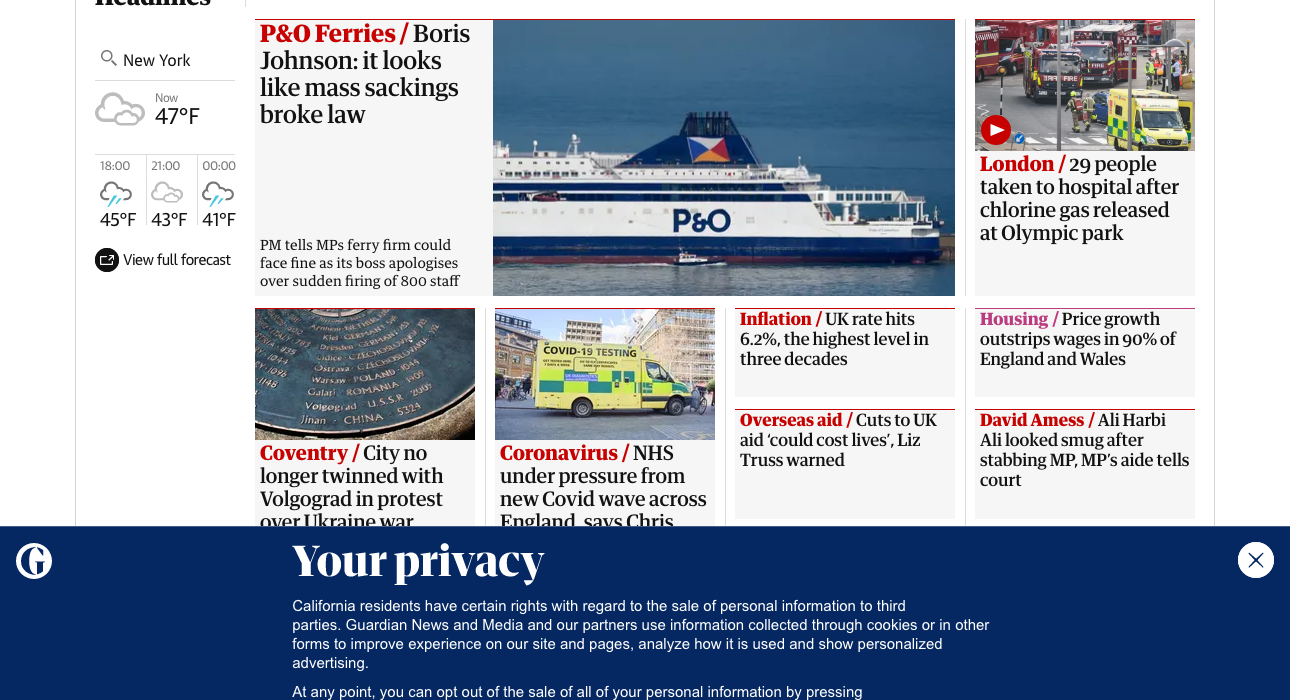 Headlines
New York
Now
47°F
18:00
21:00
00:00
45°F
43°F
41°F
View full forecast
P&O Ferries / Boris
Johnson: it looks
like mass sackings
broke law
PM tells MPs ferry firm could
face fine as its boss apologises
over sudden firing of 800 staff
P&O
FIRE
London / 29 people
taken to hospital after
chlorine gas released
at Olympic park
Kiel GERMANY
Dresden GERMANY
Lidice CZECHOSLOVAKIA
Ostrava CZECHOSLOVAKIA
Warsaw POLAND
Galati ROMANIA
Volgograd U.S.S.R
Jinan CHINA
Coventry / City no
longer twinned with
Volgograd in protest
over Ukraine war
COVID-19 TESTING
Coronavirus / NHS
under pressure from
new Covid wave across
England, says Chris
Inflation / UK rate hits
6.2%, the highest level in
three decades
Housing / Price growth
outstrips wages in 90% of
England and Wales
Overseas aid / Cuts to UK
aid ‘could cost lives’, Liz
Truss warned
David Amess / Ali Harbi
Ali looked smug after
stabbing MP, MP’s aide tells
court
G
Your privacy
California residents have certain rights with regard to the sale of personal information to third
parties. Guardian News and Media and our partners use information collected through cookies or in other
forms to improve experience on our site and pages, analyze how it is used and show personalized
advertising.
At any point, you can opt out of the sale of all of your personal information by pressing